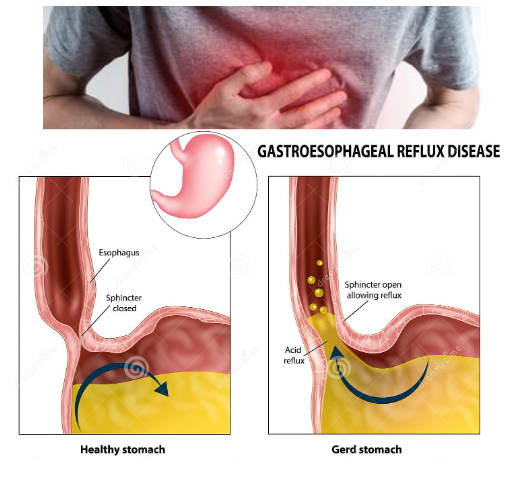 GASTROESOPHAGEAL REFLUX DISEASE
Esophagus
Sphincter
closed
Sphincter open
allowing reflux
Acid
reflux
Healthy stomach
Gerd stomach